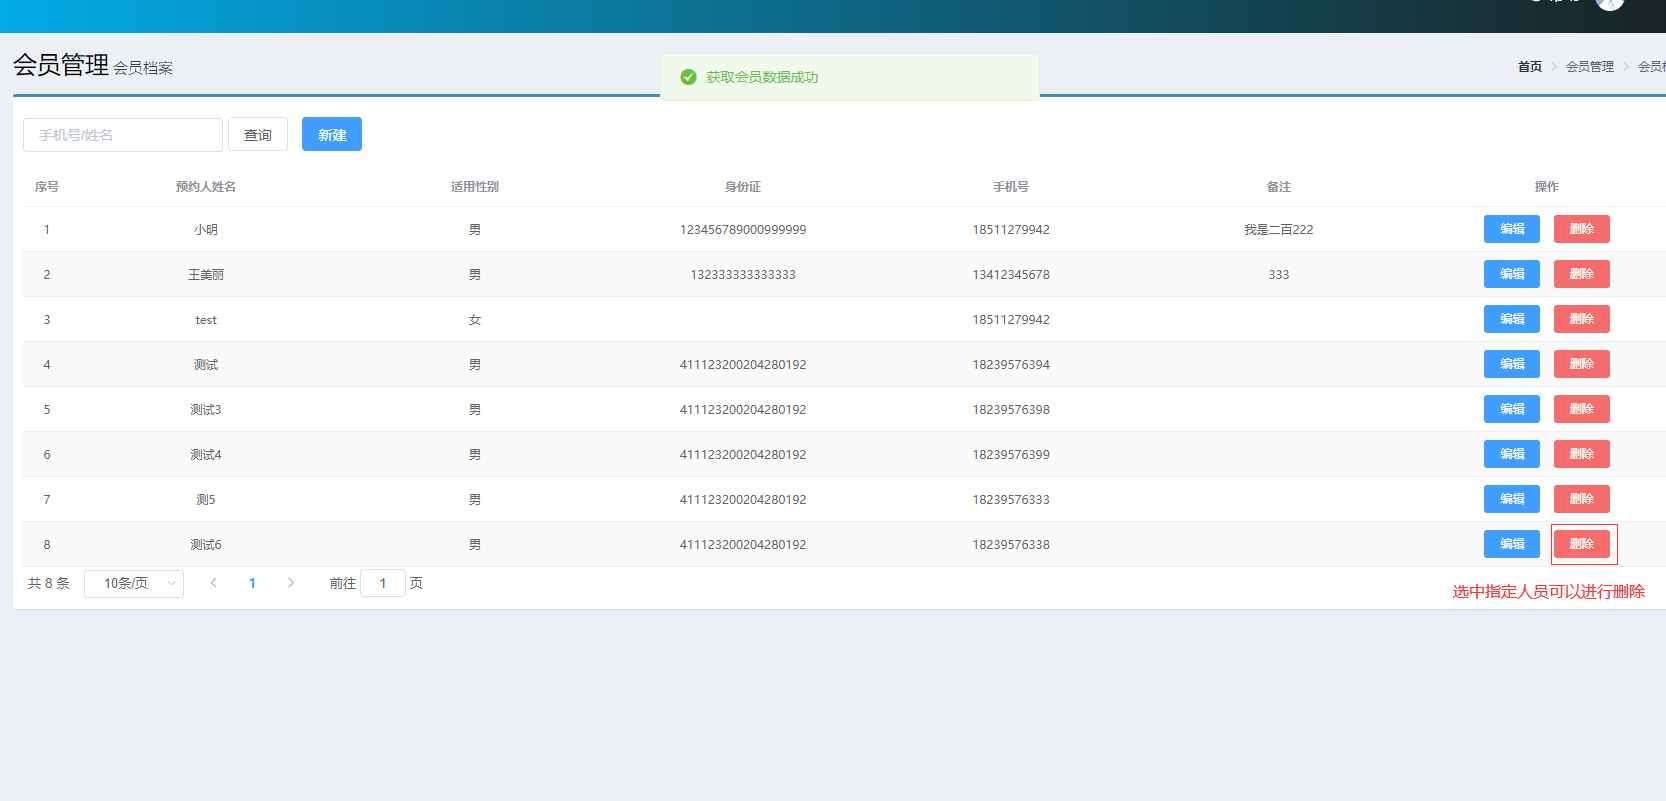 会员管理 会员档案
获取会员数据成功
首页 会员管理 会员
手机号/姓名 查询 新建
序号 预约人姓名 适用性别 身份证 手机号 备注 操作
1 小明 男 123456789000999999 18511279942 我是二百222 编辑 删除
2 王美丽 男 132333333333333 13412345678 333 编辑 删除
3 test 女 18511279942 编辑 删除
4 测试 男 411123200204280192 18239576394 编辑 删除
5 测试3 男 411123200204280192 18239576398 编辑 删除
6 测试4 男 411123200204280192 18239576399 编辑 删除
7 测5 男 411123200204280192 18239576333 编辑 删除
8 测试6 男 411123200204280192 18239576338 编辑 删除
共 8 条 10条/页 1 前往 1 页
选中指定人员可以进行删除